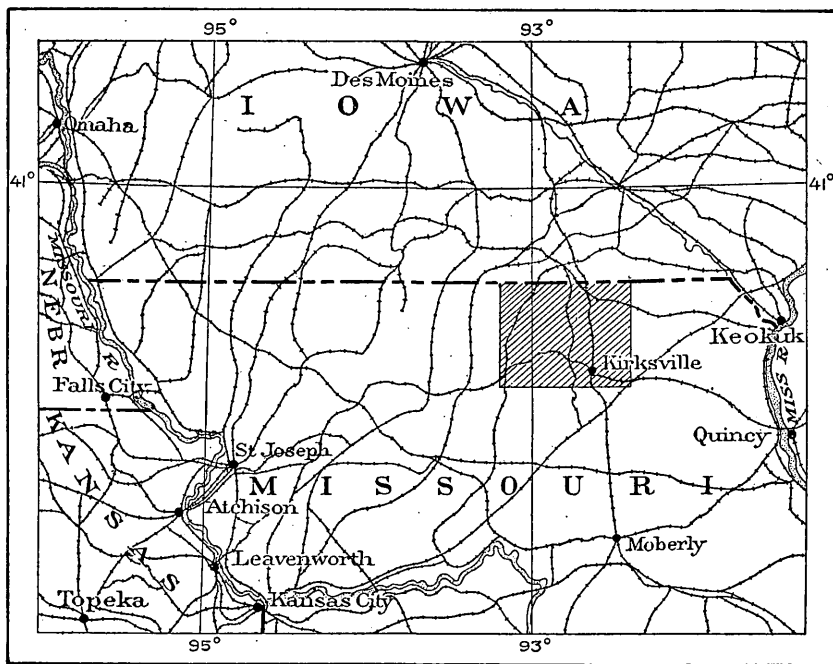 95° 93°
Des Moines
I O W A
Omaha
41° 41°
MISSOURI R
NEBR
Keokuk
Kirksville
Falls City
MISS R
Quincy
KANSAS
St Joseph
MISSOURI
Atchison
Moberly
Leavenworth
Kansas City
Topeka
95° 93°